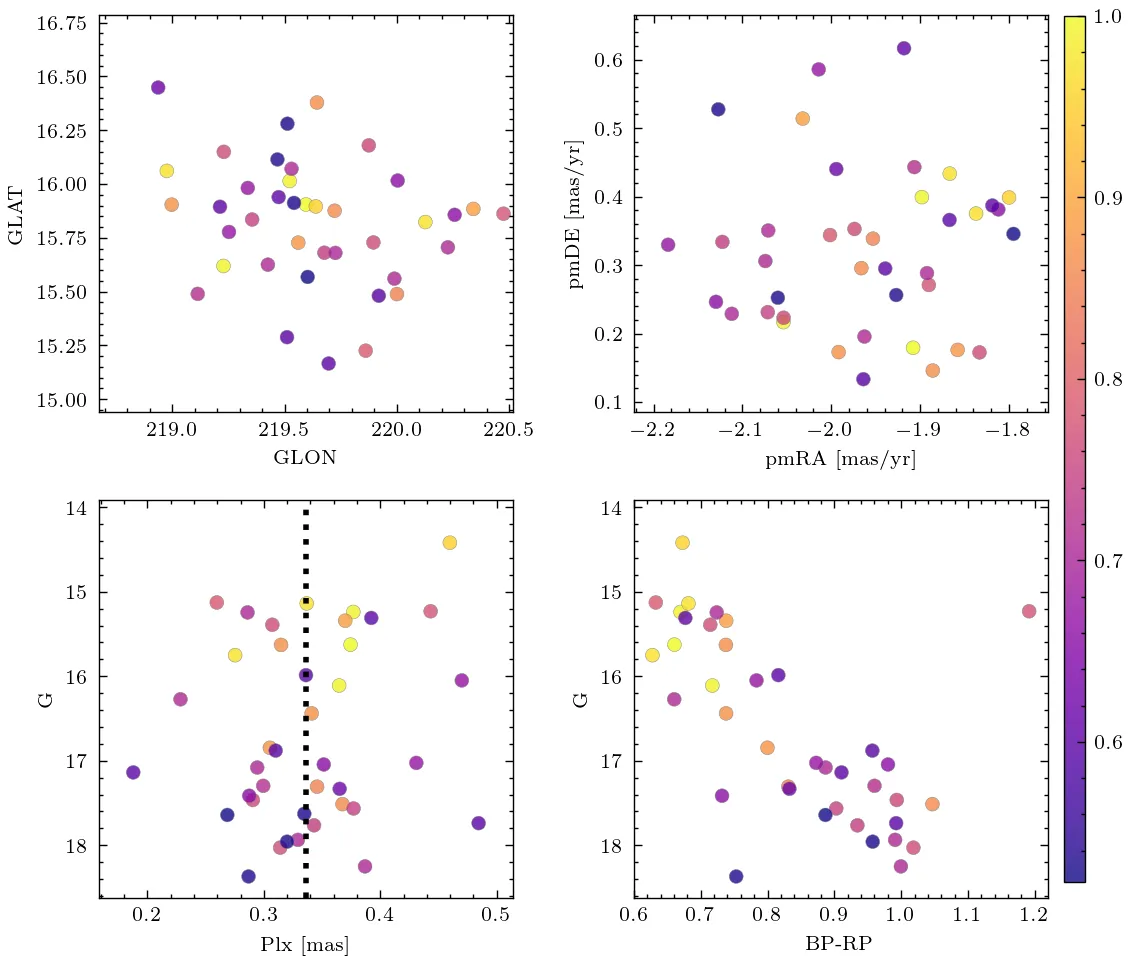 16.75
16.50
16.25
16.00
15.75
15.50
15.25
15.00
GLAT
219.0 219.5 220.0 220.5
GLON
0.6
0.5
0.4
0.3
0.2
0.1
pmDE [mas/yr]
−2.2 −2.1 −2.0 −1.9 −1.8
pmRA [mas/yr]
1.0
0.9
0.8
0.7
0.6
14
15
16
17
18
G
0.2 0.3 0.4 0.5
Plx [mas]
14
15
16
17
18
G
0.6 0.7 0.8 0.9 1.0 1.1 1.2
BP-RP